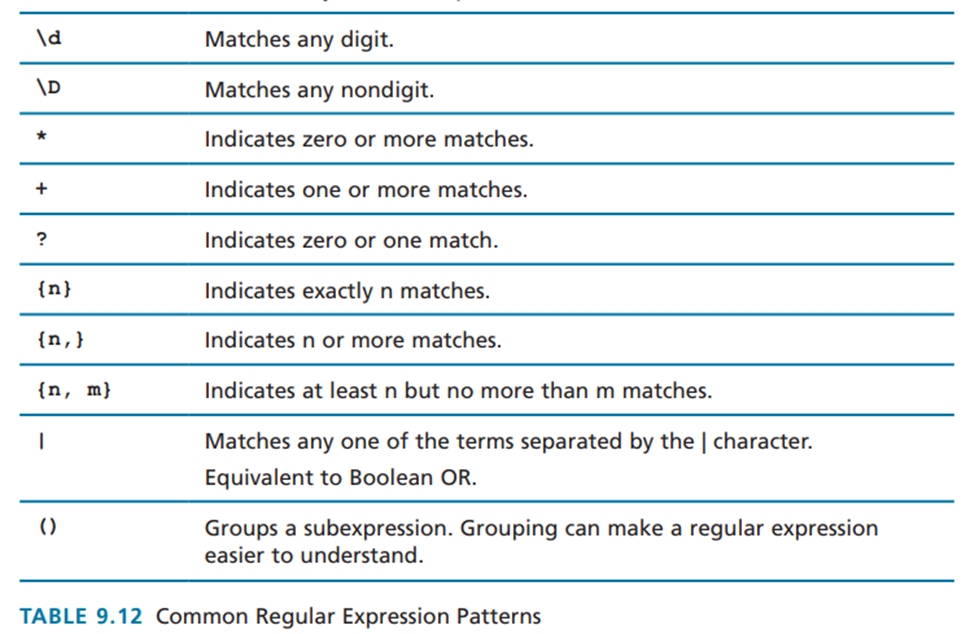 \d Matches any digit.
\D Matches any nondigit.
* Indicates zero or more matches.
+ Indicates one or more matches.
? Indicates zero or one match.
{n} Indicates exactly n matches.
{n,} Indicates n or more matches.
{n, m} Indicates at least n but no more than m matches.
| Matches any one of the terms separated by the | character.
Equivalent to Boolean OR.
() Groups a subexpression. Grouping can make a regular expression
easier to understand.
TABLE 9.12 Common Regular Expression Patterns